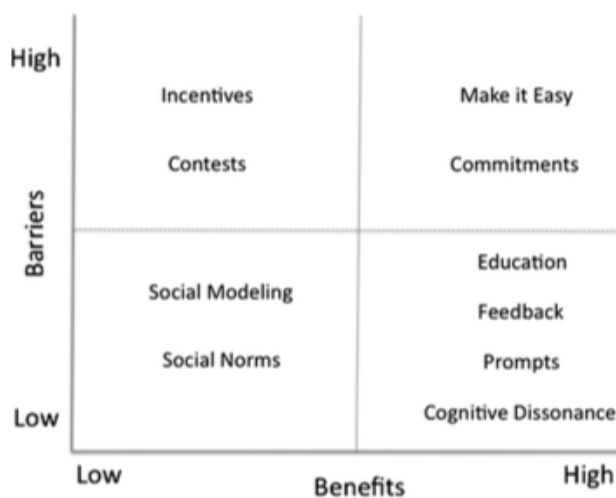 High
Incentives
Make it Easy
Contests
Commitments
Barriers
Social Modeling
Education
Feedback
Social Norms
Prompts
Low
Cognitive Dissonance
Low
Benefits
High